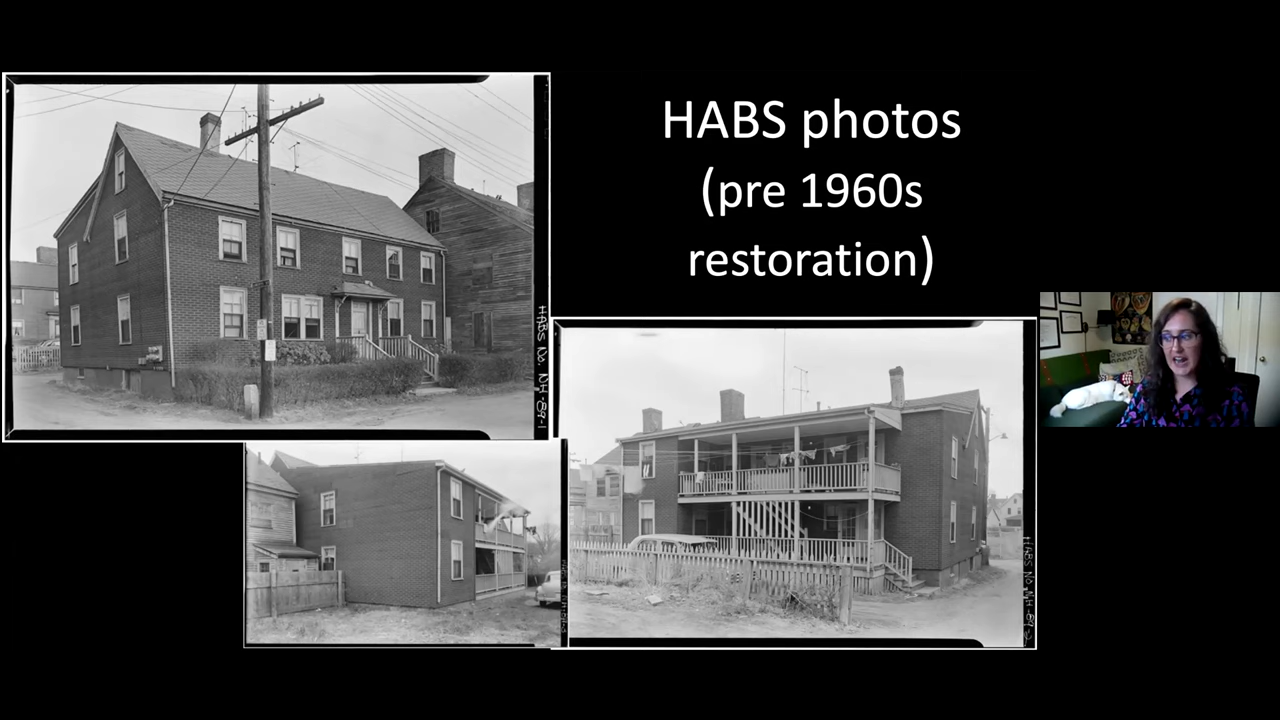 HABS photos
(pre 1960s
restoration)
HABS No. NH-89-1
HABS No. NH-89-2